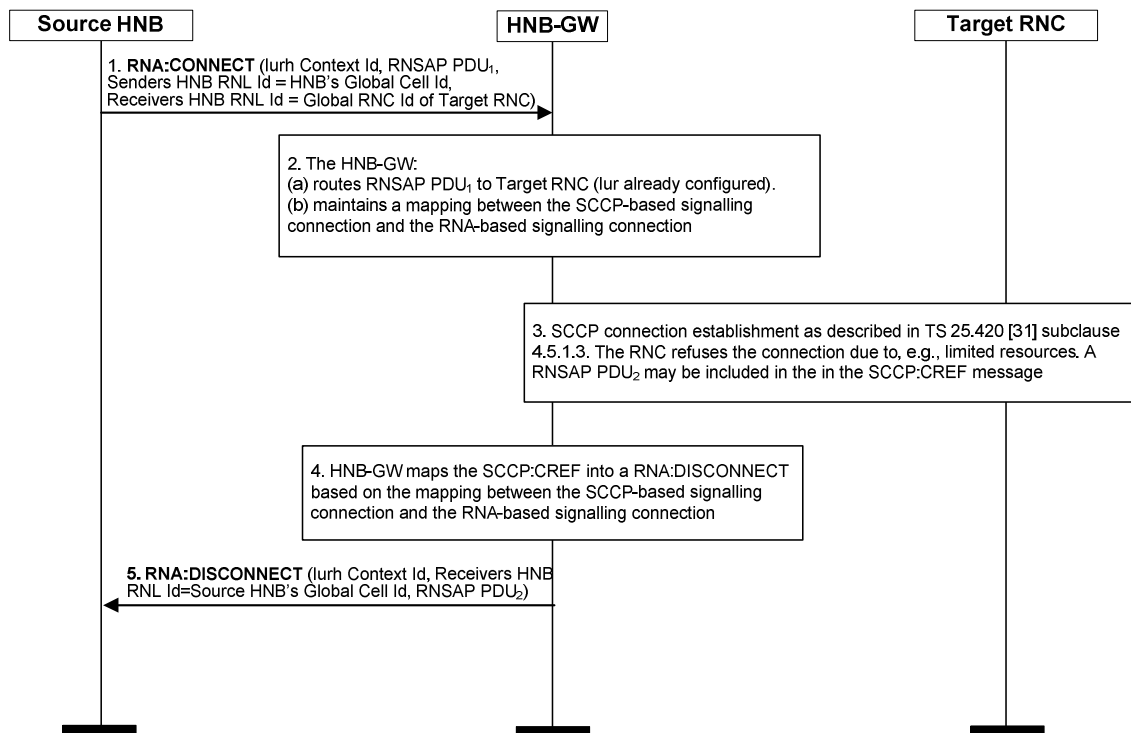 Source HNB
HNB-GW
Target RNC
1. RNA:CONNECT (Iurh Context Id, RNSAP PDU₁,
Senders HNB RNL Id = HNB's Global Cell Id,
Receivers HNB RNL Id = Global RNC Id of Target RNC)
2. The HNB-GW:
(a) routes RNSAP PDU₁ to Target RNC (Iur already configured).
(b) maintains a mapping between the SCCP-based signalling
connection and the RNA-based signalling connection
3. SCCP connection establishment as described in TS 25.420 [31] subclause
4.5.1.3. The RNC refuses the connection due to, e.g., limited resources. A
RNSAP PDU₂ may be included in the in the SCCP:CREF message
4. HNB-GW maps the SCCP:CREF into a RNA:DISCONNECT
based on the mapping between the SCCP-based signalling
connection and the RNA-based signalling connection
5. RNA:DISCONNECT (Iurh Context Id, Receivers HNB
RNL Id=Source HNB's Global Cell Id, RNSAP PDU₂)